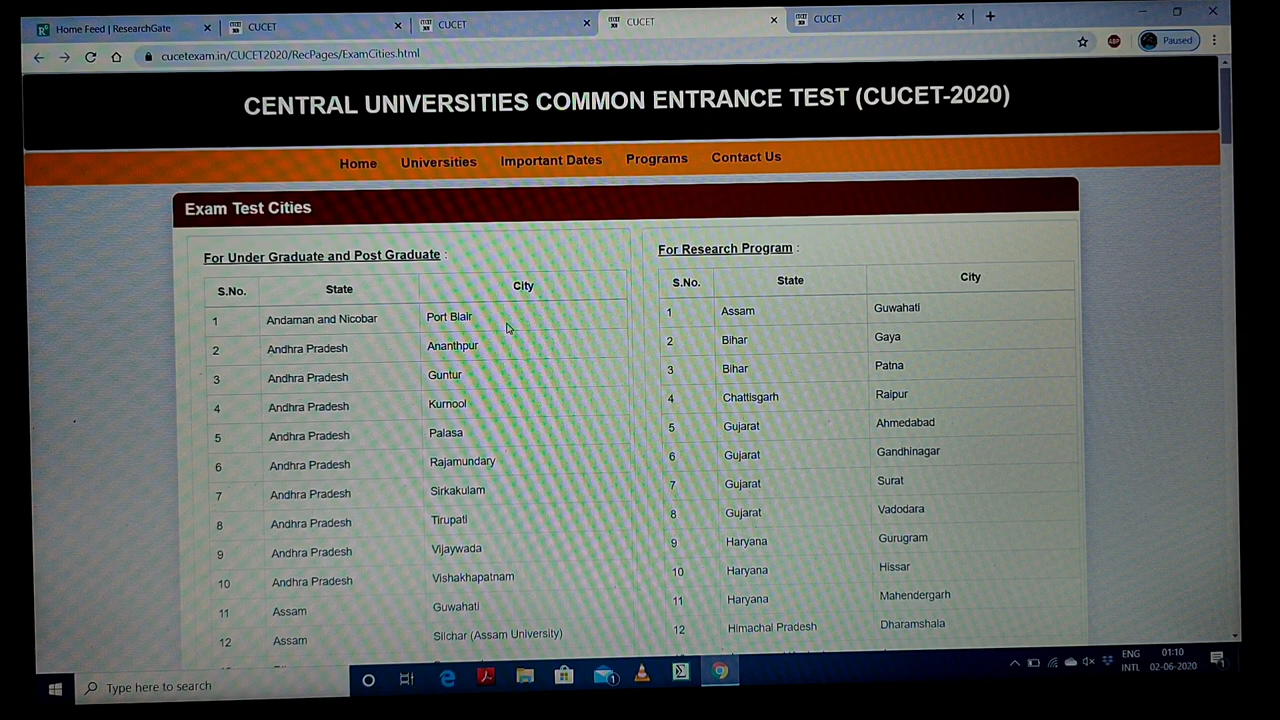 Home Feed | ResearchGate
CUCET
CUCET
CUCET
CUCET
cucetexam.in/CUCET2020/RecPages/ExamCities.html
ABP
Paused
CENTRAL UNIVERSITIES COMMON ENTRANCE TEST (CUCET-2020)
Home Universities Important Dates Programs Contact Us
Exam Test Cities
For Under Graduate and Post Graduate :
S.No. State City
1 Andaman and Nicobar Port Blair
2 Andhra Pradesh Ananthpur
3 Andhra Pradesh Guntur
4 Andhra Pradesh Kurnool
5 Andhra Pradesh Palasa
6 Andhra Pradesh Rajamundary
7 Andhra Pradesh Sirkakulam
8 Andhra Pradesh Tirupati
9 Andhra Pradesh Vijaywada
10 Andhra Pradesh Vishakhapatnam
11 Assam Guwahati
12 Assam Silchar (Assam University)
For Research Program :
S.No. State City
1 Assam Guwahati
2 Bihar Gaya
3 Bihar Patna
4 Chattisgarh Raipur
5 Gujarat Ahmedabad
6 Gujarat Gandhinagar
7 Gujarat Surat
8 Gujarat Vadodara
9 Haryana Gurugram
10 Haryana Hissar
11 Haryana Mahendergarh
12 Himachal Pradesh Dharamshala
Type here to search
1
ENG
INTL
01:10
02-06-2020
1